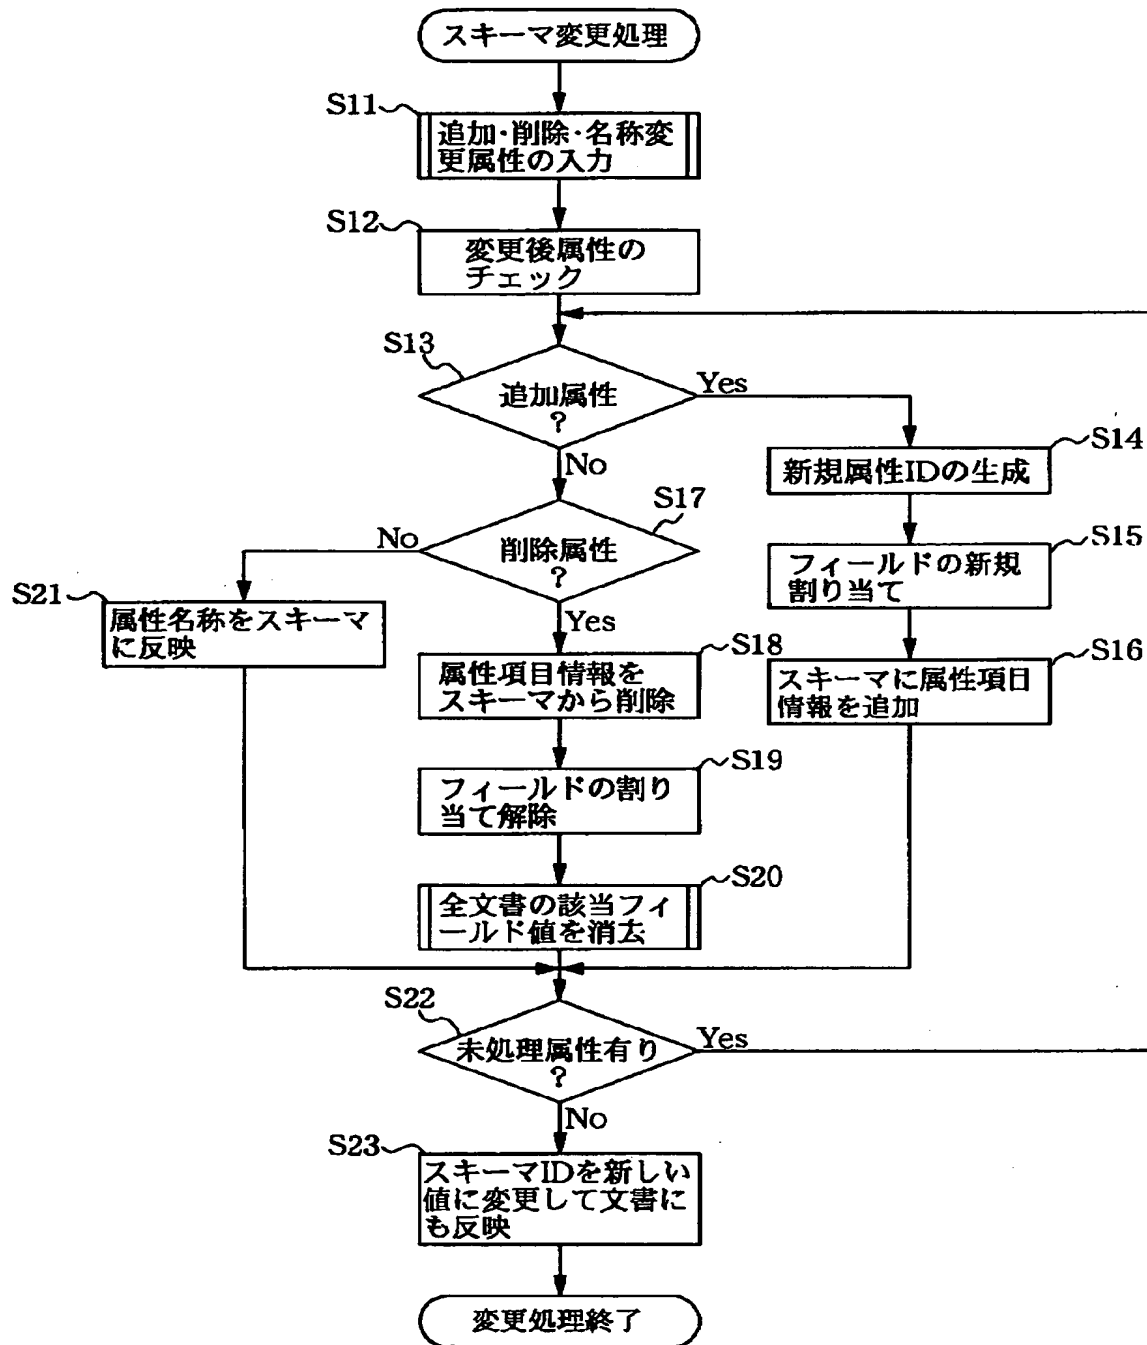 スキーマ変更処理
S11
追加・削除・名称変
更属性の入力
S12
変更後属性の
チェック
S13
追加属性
?
Yes
No
S14
新規属性IDの生成
S15
フィールドの新規
割り当て
S16
スキーマに属性項目
情報を追加
S17
削除属性
?
No
Yes
S21
属性名称をスキーマ
に反映
S18
属性項目情報を
スキーマから削除
S19
フィールドの割り
当て解除
S20
全文書の該当フィ
ールド値を消去
S22
未処理属性有り
?
Yes
No
S23
スキーマIDを新しい
値に変更して文書に
も反映
変更処理終了